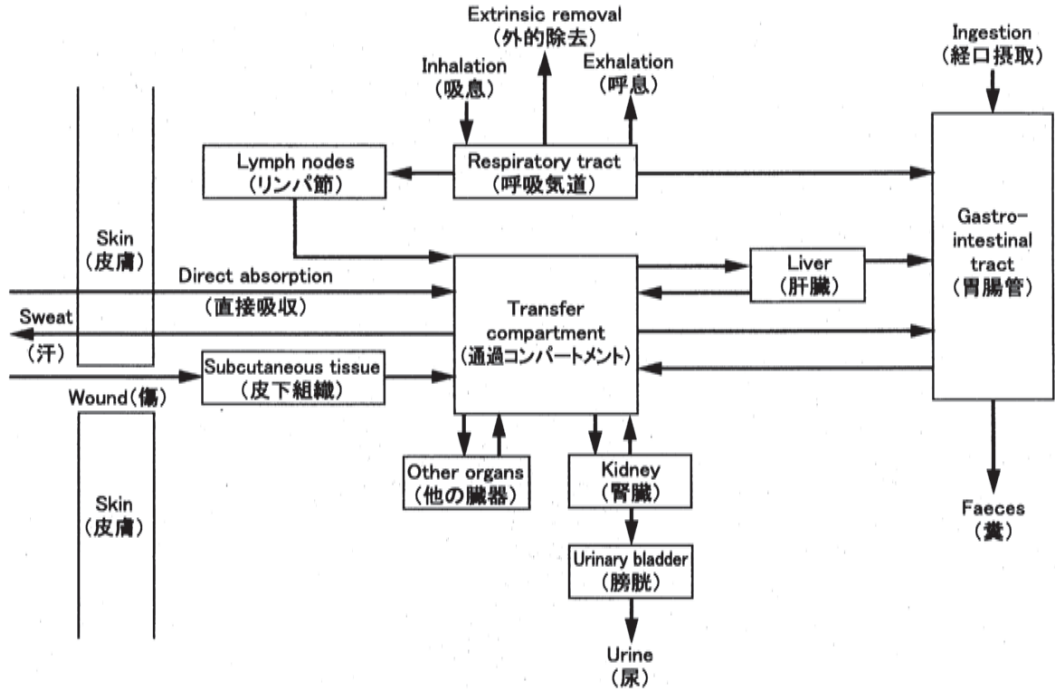 Extrinsic removal
(外的除去)
Inhalation
(吸息)
Exhalation
(呼息)
Ingestion
(経口摂取)
Lymph nodes
(リンパ節)
Respiratory tract
(呼吸気道)
Gastro-
intestinal
tract
(胃腸管)
Skin
(皮膚)
Direct absorption
(直接吸収)
Liver
(肝臓)
Transfer
compartment
(通過コンパートメント)
Sweat
(汗)
Subcutaneous tissue
(皮下組織)
Wound(傷)
Other organs
(他の臓器)
Kidney
(腎臓)
Skin
(皮膚)
Faeces
(糞)
Urinary bladder
(膀胱)
Urine
(尿)